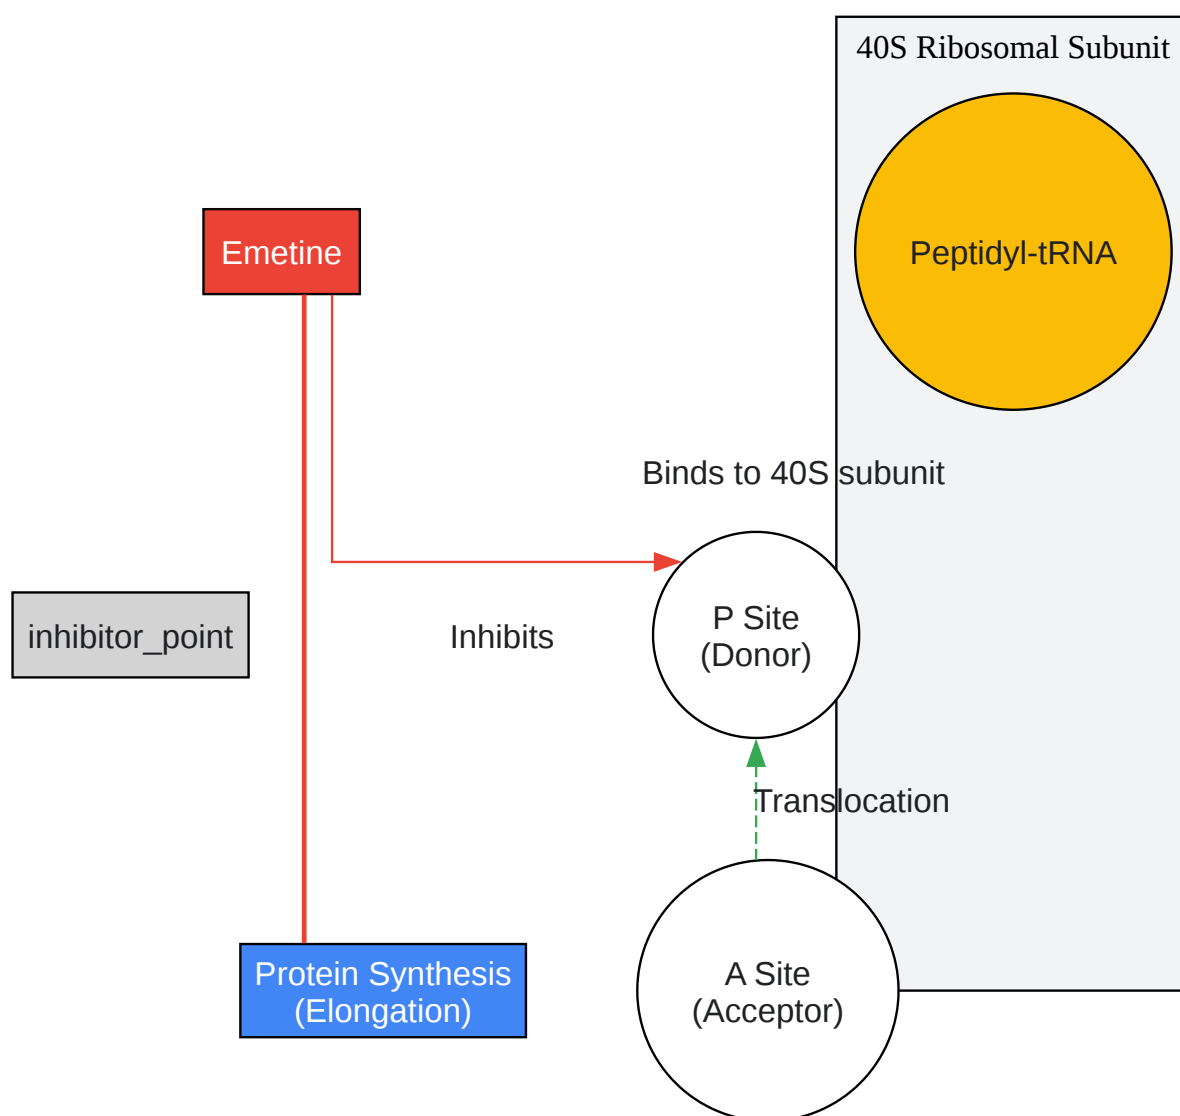 40S Ribosomal Subunit
Emetine
Peptidyl-tRNA
Binds to 40S subunit
inhibitor_point
Inhibits
P Site
(Donor)
Translocation
Protein Synthesis
(Elongation)
A Site
(Acceptor)